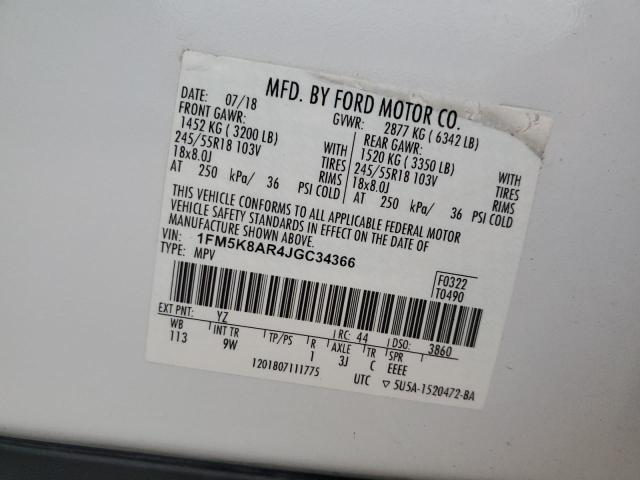 MFD. BY FORD MOTOR CO.
DATE: 07/18 GVWR: 2877 KG ( 6342 LB)
FRONT GAWR: REAR GAWR:
1452 KG ( 3200 LB) WITH 1520 KG ( 3350 LB) WITH
245/55R18 103V TIRES 245/55R18 103V TIRES
18x8.0J RIMS 18x8.0J RIMS
AT 250 kPa/ 36 PSI COLD AT 250 kPa/ 36 PSI COLD
THIS VEHICLE CONFORMS TO ALL APPLICABLE FEDERAL MOTOR
VEHICLE SAFETY STANDARDS IN EFFECT ON THE DATE OF
MANUFACTURE SHOWN ABOVE.
VIN: 1FM5K8AR4JGC34366
TYPE: MPV
F0322
T0490
EXT PNT: YZ RC: 44 DSO: 3860
WB INT TR TP/PS R AXLE TR SPR
113 9W 1 3J C EEEE
1201807111775 UTC ▽ 5U5A-1520472-BA